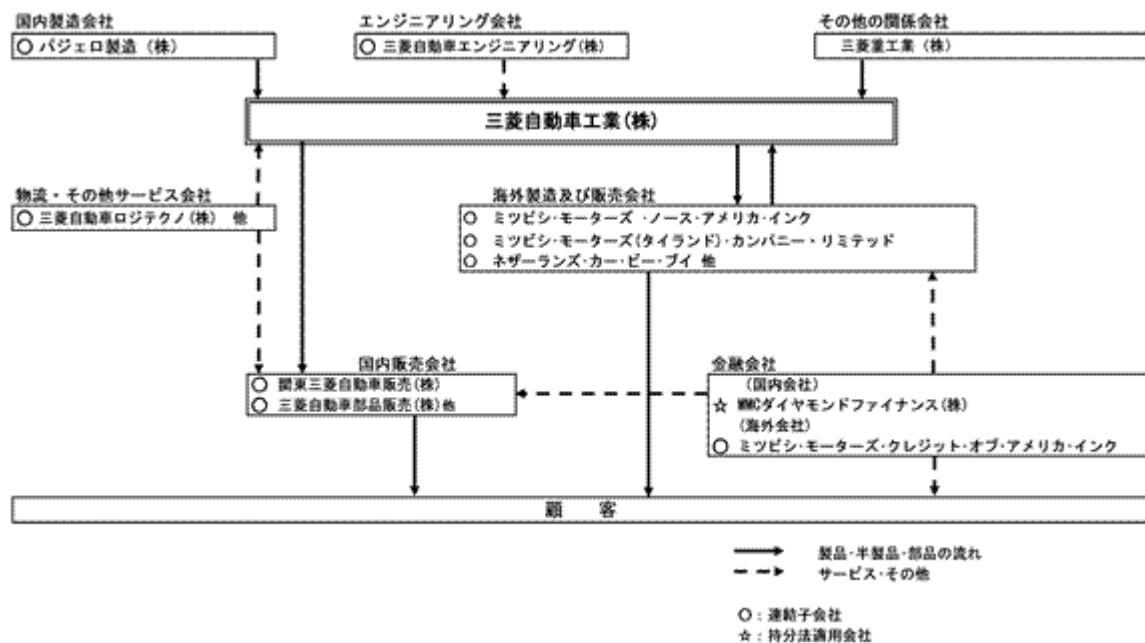 国内製造会社
○ パジェロ製造 (株)
エンジニアリング会社
○ 三菱自動車エンジニアリング(株)
その他の関係会社
三菱重工業 (株)
三菱自動車工業(株)
物流・その他サービス会社
○ 三菱自動車ロジテクノ(株) 他
海外製造及び販売会社
○ ミツビシ・モーターズ・ノース・アメリカ・インク
○ ミツビシ・モーターズ(タイランド)・カンパニー・リミテッド
○ ネザーランズ・カー・ビー・ブイ 他
国内販売会社
○ 関東三菱自動車販売(株)
○ 三菱自動車部品販売(株)他
金融会社
(国内会社)
☆ MMCダイヤモンドファイナンス(株)
(海外会社)
○ ミツビシ・モーターズ・クレジット・オブ・アメリカ・インク
顧 客
製品・半製品・部品の流れ
サービス・その他
○:連結子会社
☆:持分法適用会社